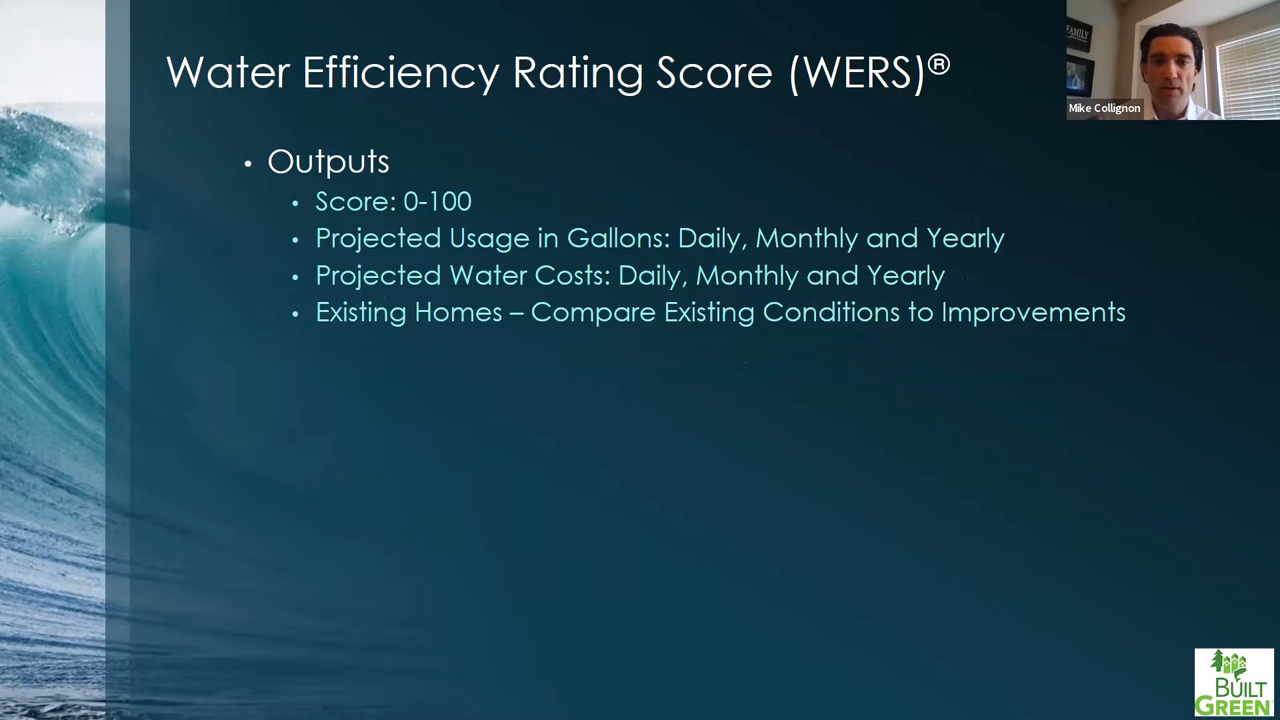 Water Efficiency Rating Score (WERS)®
FAMILY
Mike Collignon
• Outputs
• Score: 0-100
• Projected Usage in Gallons: Daily, Monthly and Yearly
• Projected Water Costs: Daily, Monthly and Yearly
• Existing Homes – Compare Existing Conditions to Improvements
BUILT
GREEN